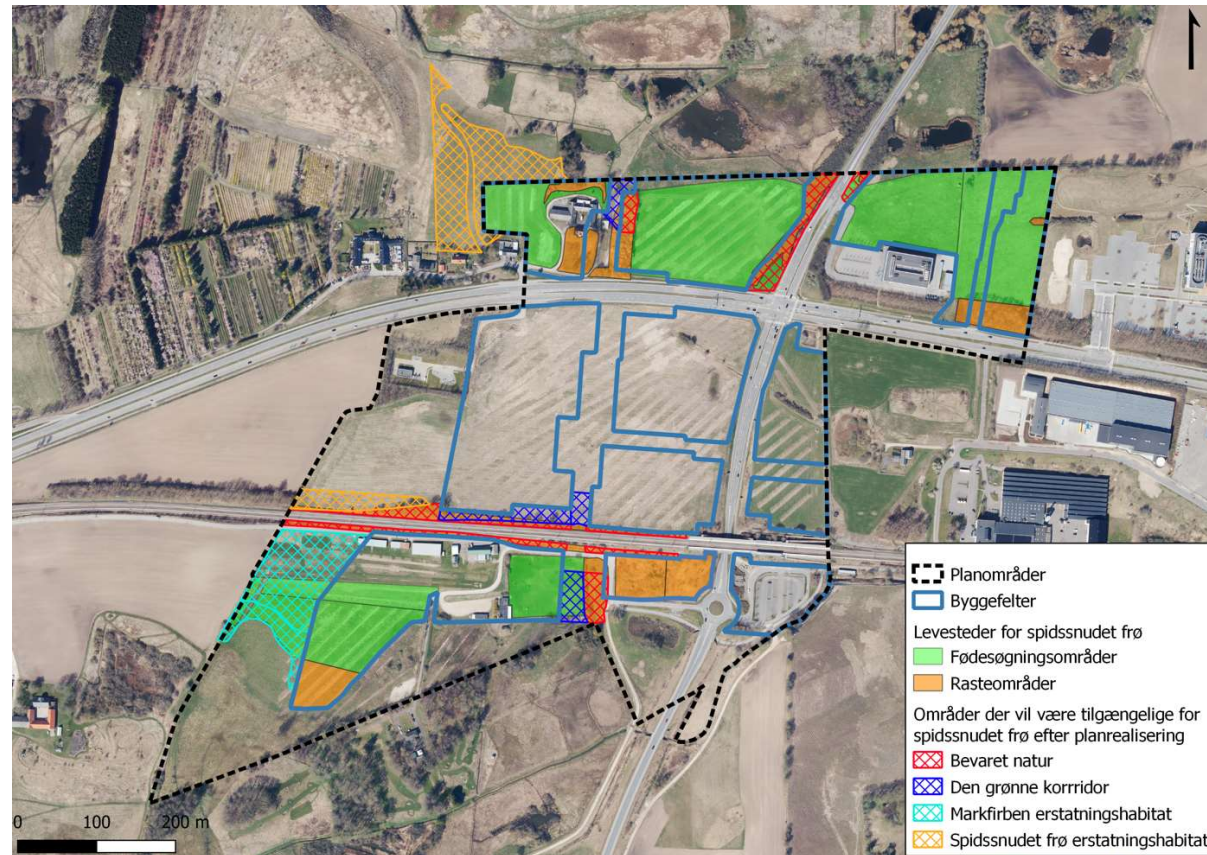 Planområder
Byggefelter
Levesteder for spidssnudet frø
Fødesøgningsområder
Rasteområder
Områder der vil være tilgængelige for
spidssnudet frø efter planrealisering
Bevaret natur
Den grønne korrridor
Markfirben erstatningshabitat
Spidssnudet frø erstatningshabitat
0 100 200 m